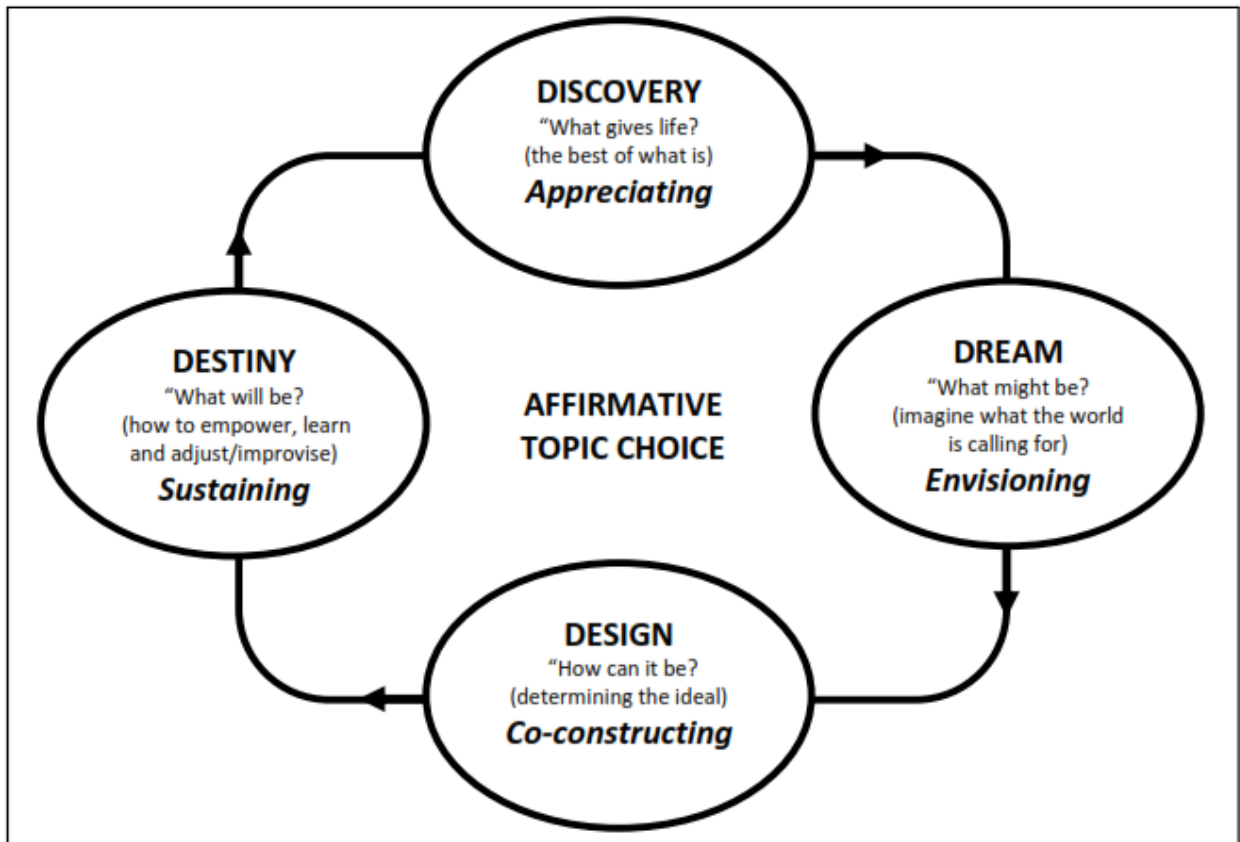 DISCOVERY
“What gives life?
(the best of what is)
Appreciating
DREAM
“What might be?
(imagine what the world
is calling for)
Envisioning
DESIGN
“How can it be?
(determining the ideal)
Co-constructing
DESTINY
“What will be?
(how to empower, learn
and adjust/improvise)
Sustaining
AFFIRMATIVE
TOPIC CHOICE